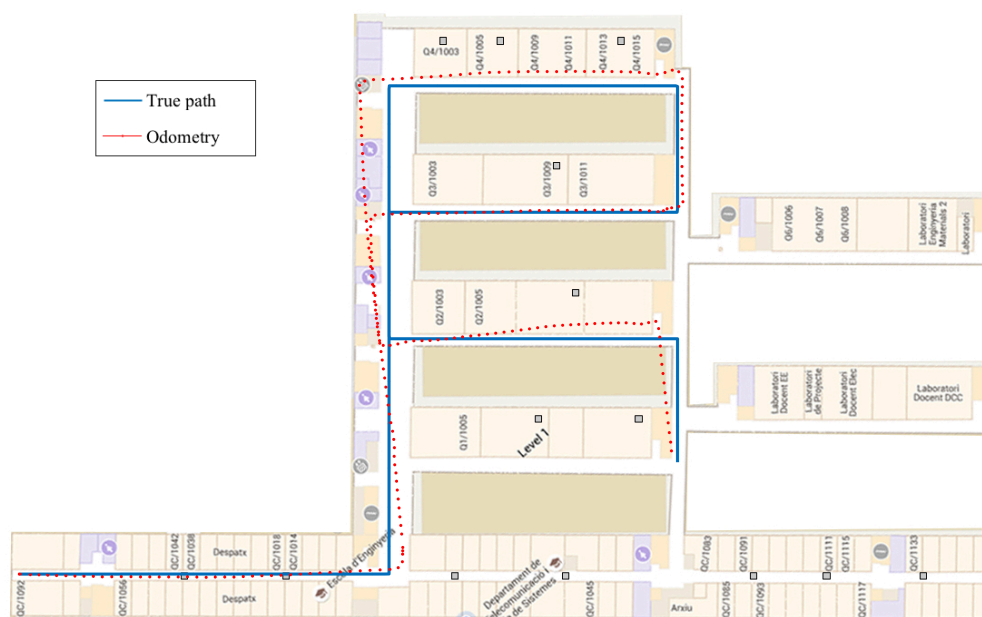 True path
Odometry
Q4/1003
Q4/1005
Q4/1009
Q4/1011
Q4/1013
Q4/1015
Q3/1003
Q3/1009
Q3/1011
Q6/1006
Q6/1007
Q6/1008
Laboratori
Enginyeria
Materials 2
Laboratori
Q2/1003
Q2/1005
Laboratori
Docent EE
Laboratori
de Projecte
Laboratori
Docent Elec
Laboratori
Docent DCC
Q1/1005
Level 1
QC/1092
QC/1056
QC/1042
QC/1038
Despatx
QC/1018
QC/1014
Despatx
Escola d'Enginyeria
Departament de
Telecomunicació i
de Sistemes
QC/1045
QC/1083
QC/1091
QC/1111
QC/1115
QC/1133
Arxiu
QC/1085
QC/1093
QC/1117